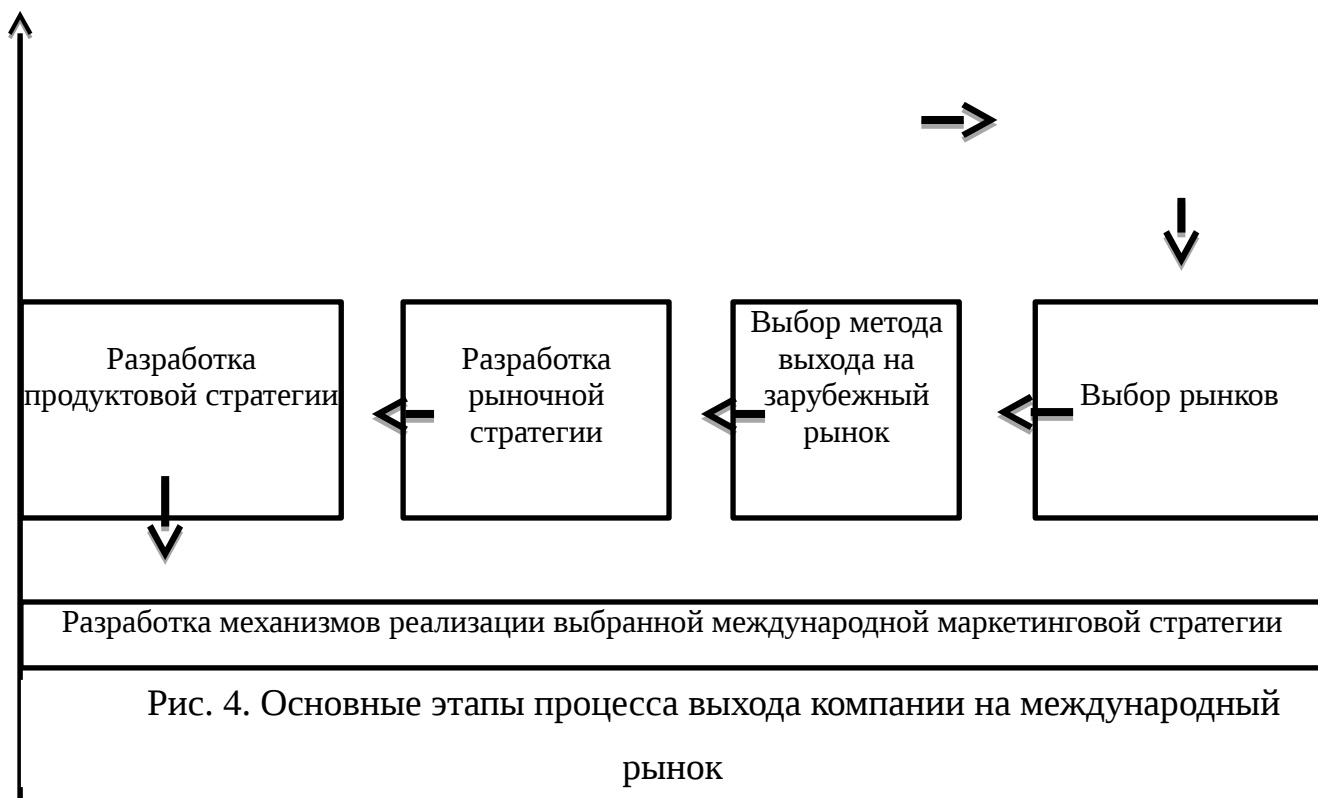 Разработка
продуктовой стратегии
Разработка
рыночной
стратегии
Выбор метода
выхода на
зарубежный
рынок
Выбор рынков
Разработка механизмов реализации выбранной международной маркетинговой стратегии
Рис. 4. Основные этапы процесса выхода компании на международный
рынок